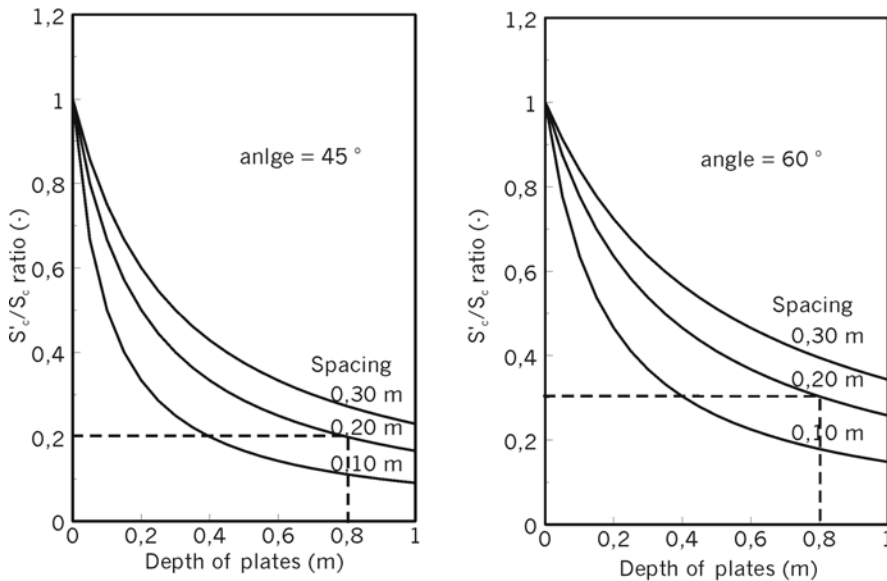 1,2
1
0,8
0,6
0,4
0,2
0
S'c/Sc ratio (-)
anlge = 45 °
Spacing
0,30 m
0,20 m
0,10 m
0 0,2 0,4 0,6 0,8 1
Depth of plates (m)
1,2
1
0,8
0,6
0,4
0,2
0
S'c/Sc ratio (-)
angle = 60 °
Spacing
0,30 m
0,20 m
0,10 m
0 0,2 0,4 0,6 0,8 1
Depth of plates (m)